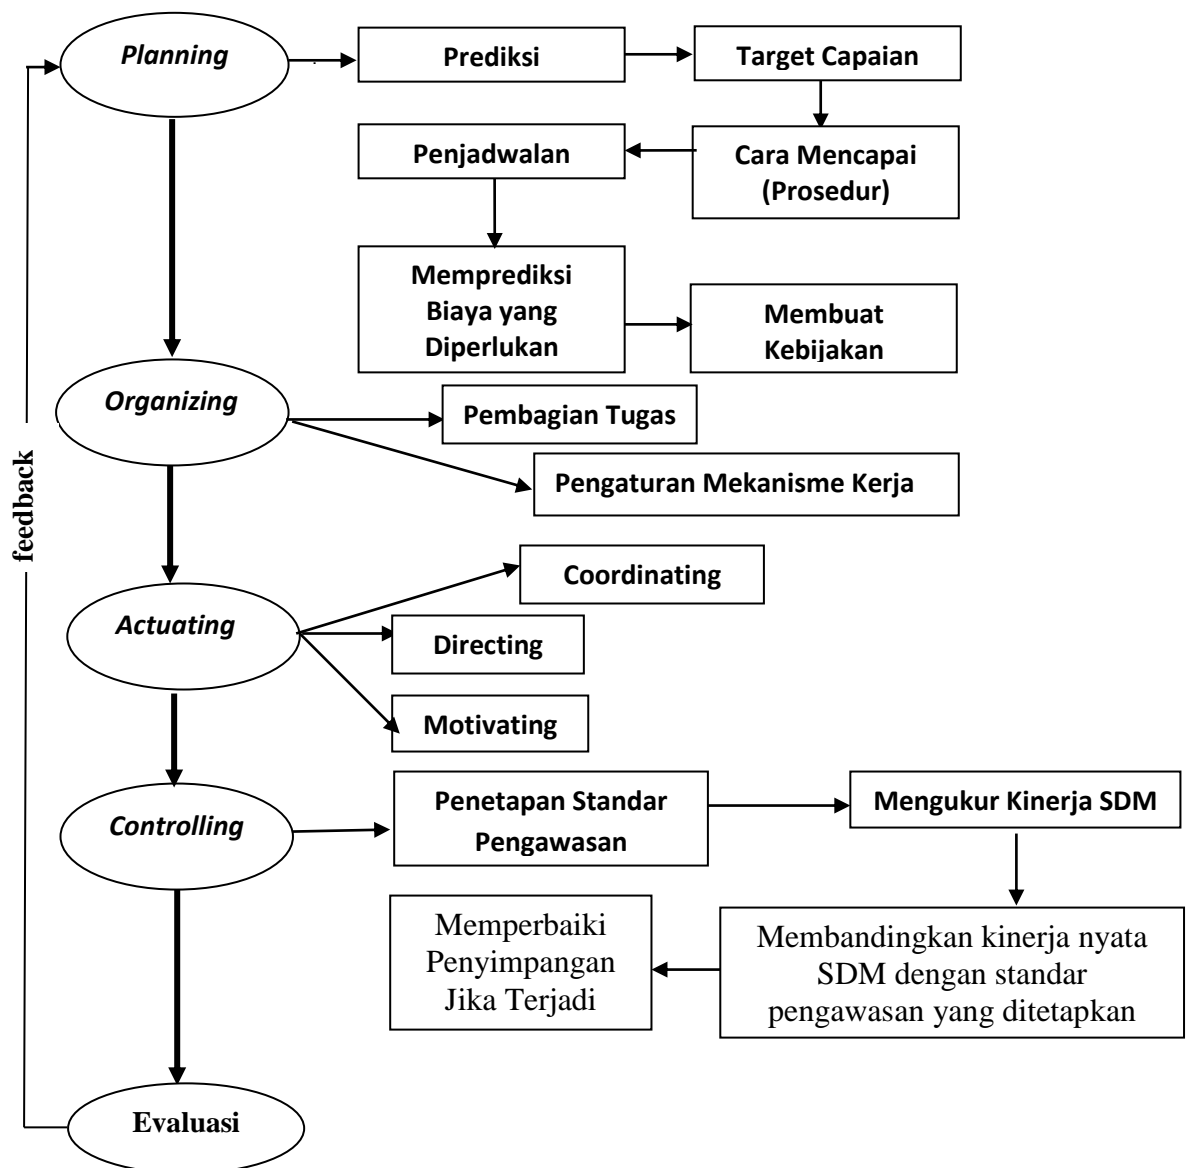 Planning
Prediksi
Target Capaian
Penjadwalan
Cara Mencapai
(Prosedur)
Memprediksi
Biaya yang
Diperlukan
Membuat
Kebijakan
Organizing
Pembagian Tugas
Pengaturan Mekanisme Kerja
feedback
Coordinating
Actuating
Directing
Motivating
Controlling
Penetapan Standar
Pengawasan
Mengukur Kinerja SDM
Memperbaiki
Penyimpangan
Jika Terjadi
Membandingkan kinerja nyata
SDM dengan standar
pengawasan yang ditetapkan
Evaluasi